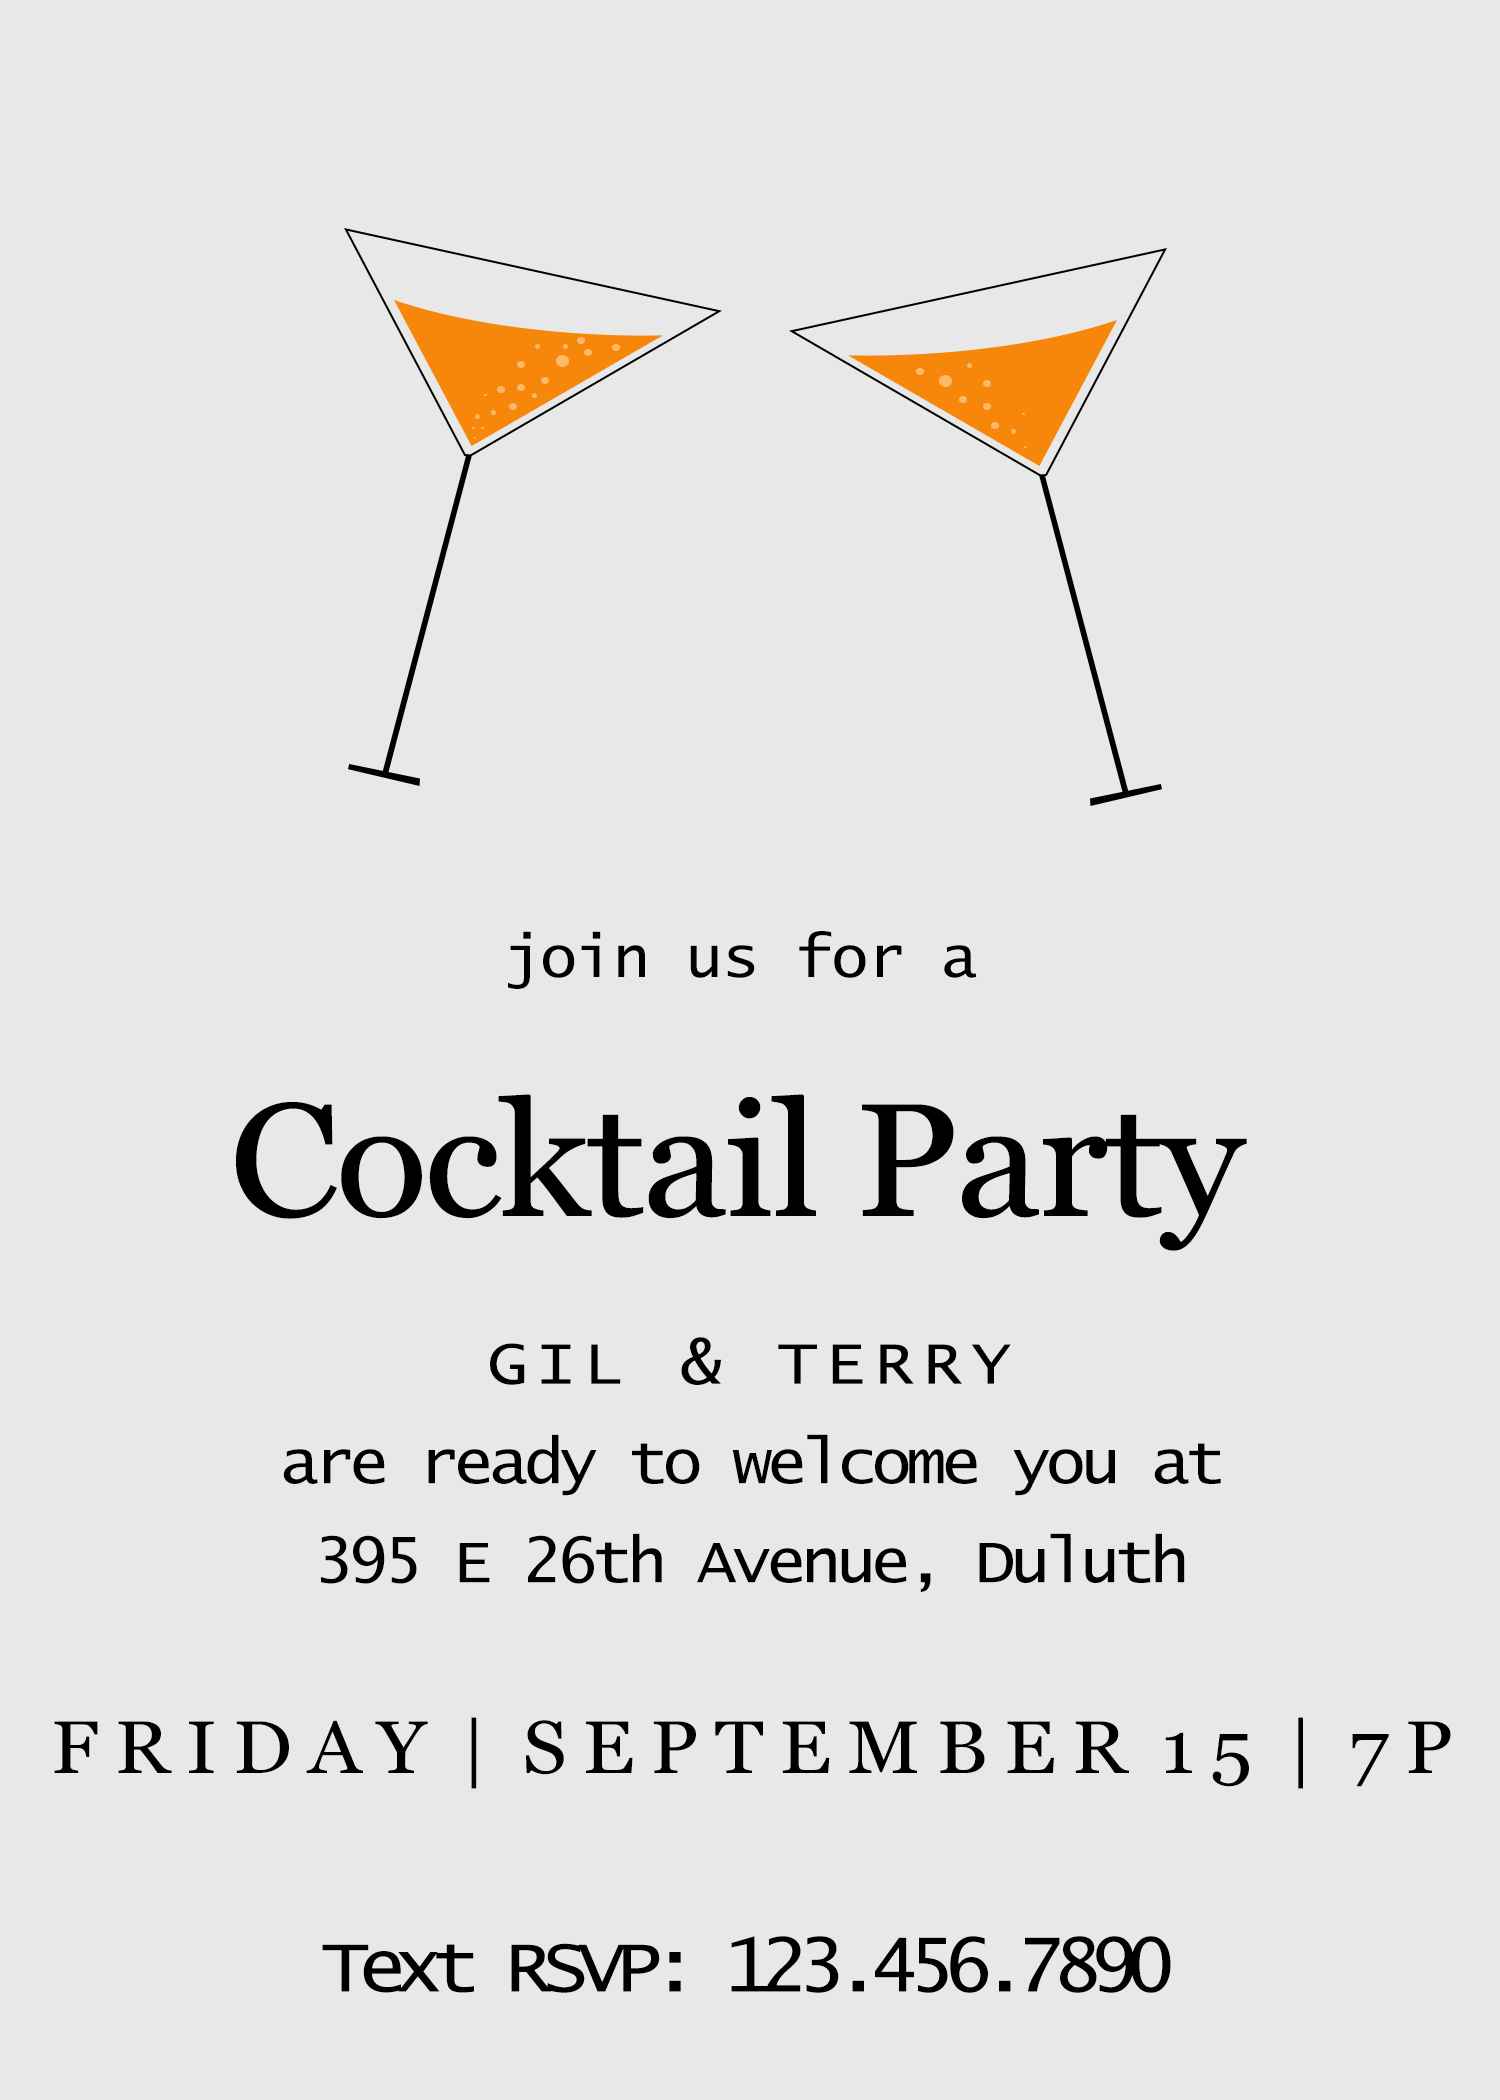 join us for a
Cocktail Party
GIL & TERRY
are ready to welcome you at
395 E 26th Avenue, Duluth
FRIDAY | SEPTEMBER 15 | 7P
Text RSVP: 123.456.7890